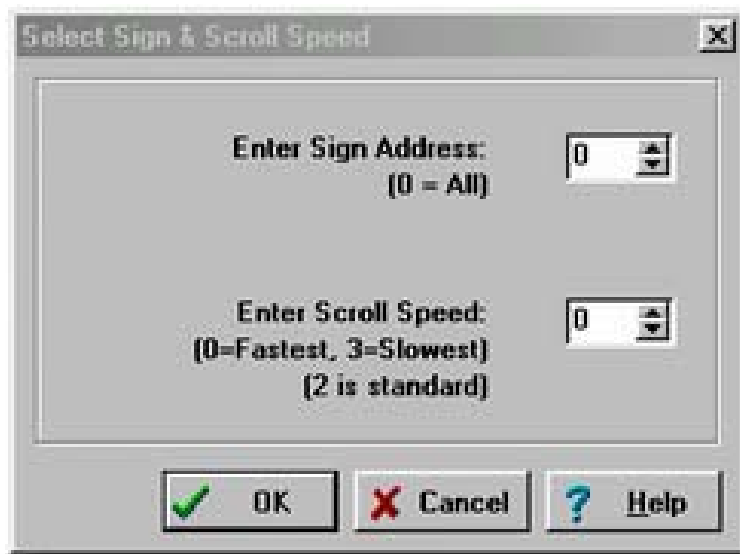 Select Sign & Scroll Speed
Enter Sign Address: 0
(0 = All)
Enter Scroll Speed: 0
(0=Fastest, 3=Slowest)
(2 is standard)
OK Cancel ? Help